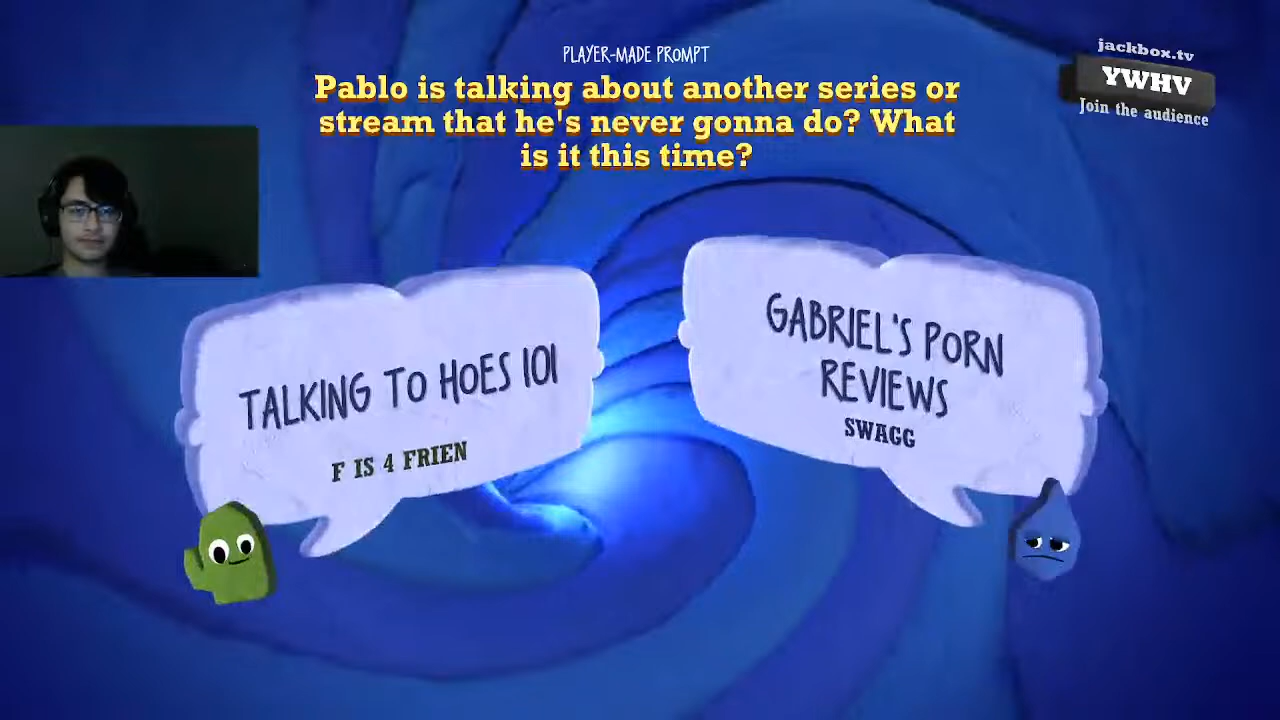 PLAYER-MADE PROMPT
Pablo is talking about another series or
stream that he's never gonna do? What
is it this time?
jackbox.tv
YWHV
Join the audience
TALKING TO HOES 101
F IS 4 FRIEN
GABRIEL'S PORN
REVIEWS
SWAGG